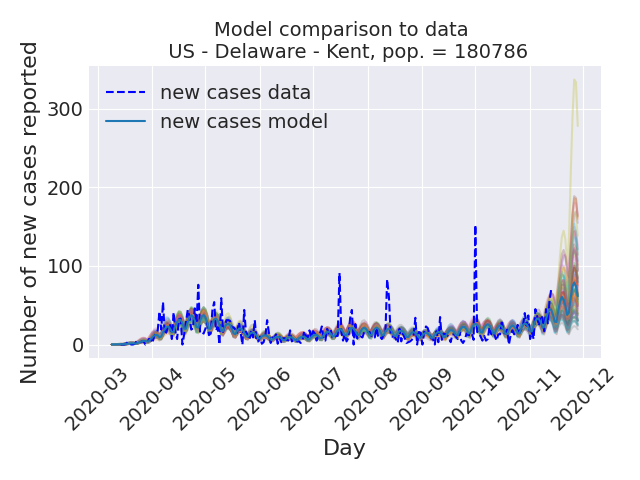 Model comparison to data
US - Delaware - Kent, pop. = 180786
Number of new cases reported
300
200
100
0
new cases data
new cases model
2020-03
2020-04
2020-05
2020-06
2020-07
2020-08
2020-09
2020-10
2020-11
2020-12
Day